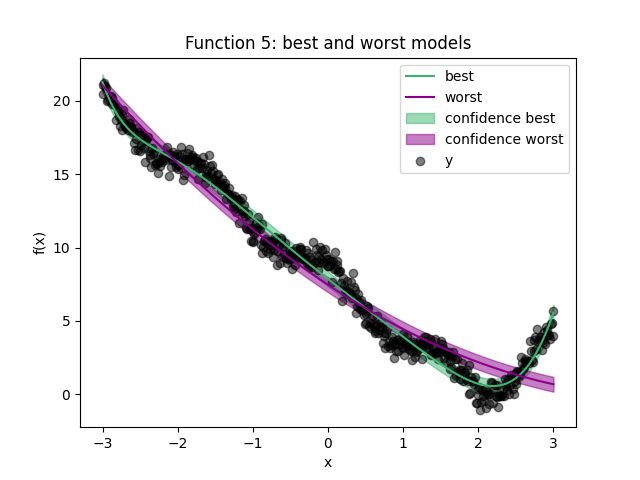 Function 5: best and worst models
best
worst
confidence best
confidence worst
y
f(x)
20
15
10
5
0
−3
−2
−1
0
1
2
3
x